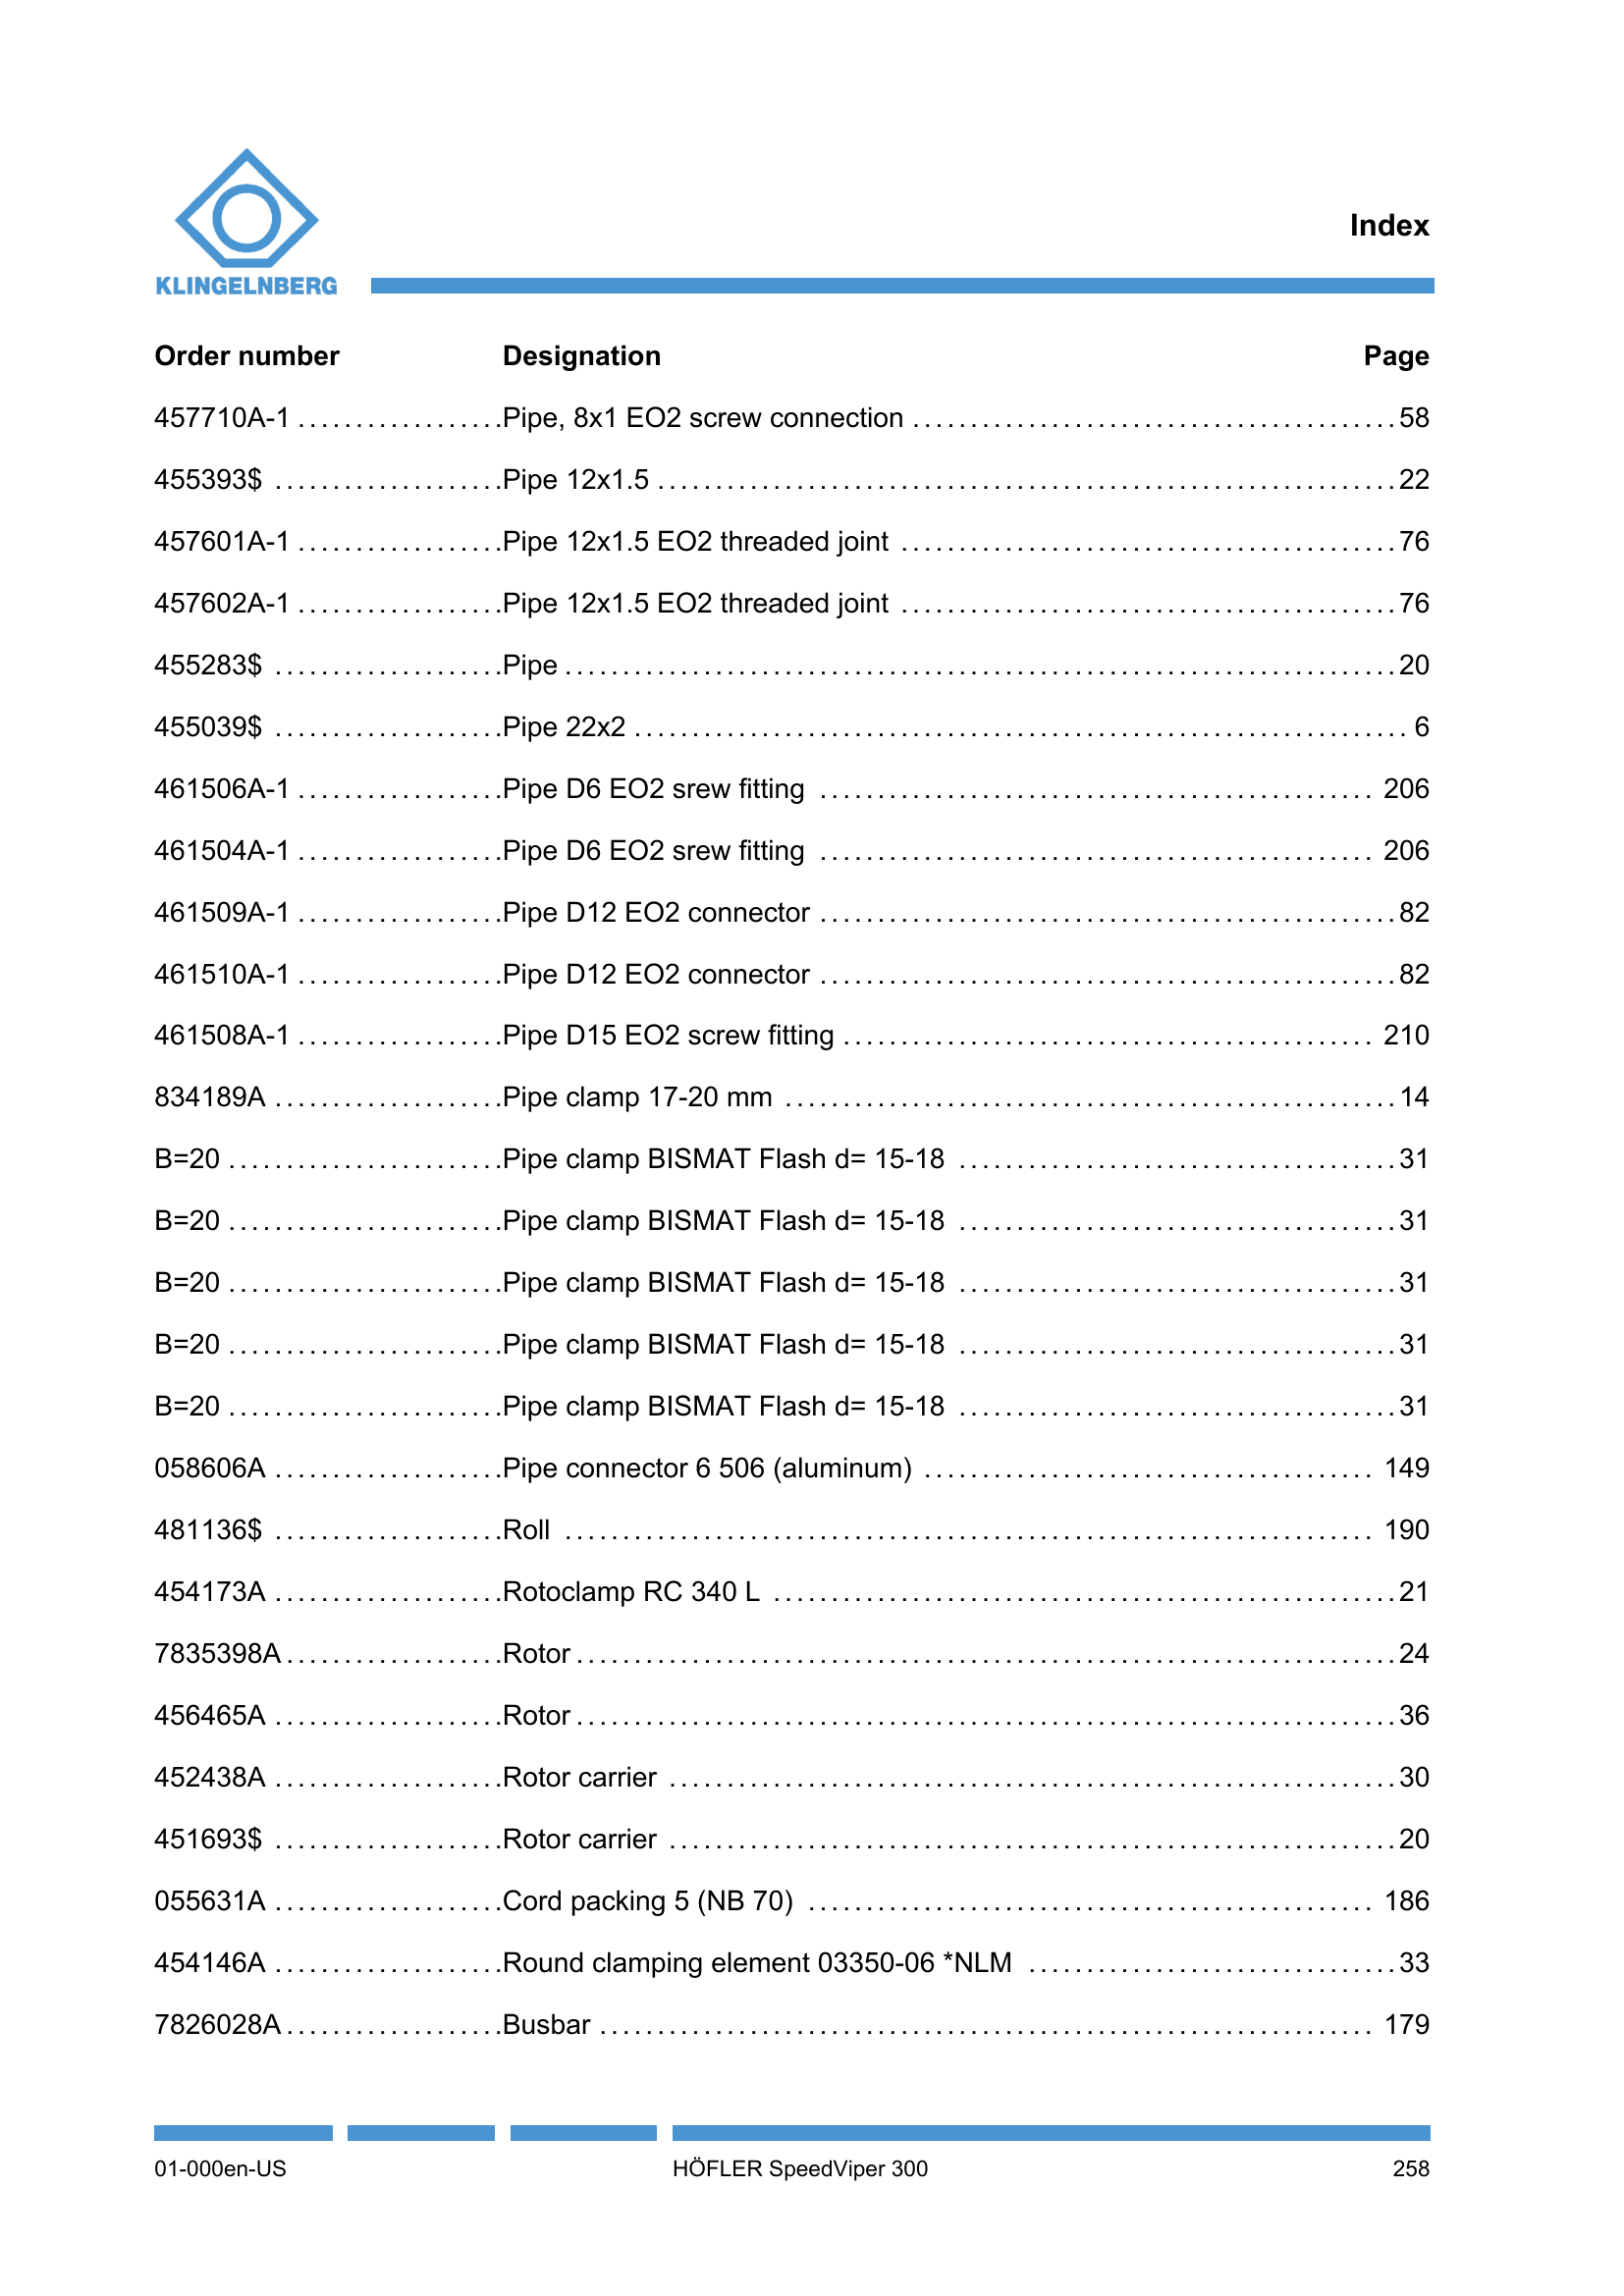 KLINGELNBERG
Index
Order number Designation Page
457710A-1 ..................Pipe, 8x1 EO2 screw connection ..........................................58
455393$ ....................Pipe 12x1.5 ................................................................22
457601A-1 ..................Pipe 12x1.5 EO2 threaded joint ...........................................76
457602A-1 ..................Pipe 12x1.5 EO2 threaded joint ...........................................76
455283$ ....................Pipe ........................................................................20
455039$ ....................Pipe 22x2 ................................................................... 6
461506A-1 ..................Pipe D6 EO2 srew fitting ................................................ 206
461504A-1 ..................Pipe D6 EO2 srew fitting ................................................ 206
461509A-1 ..................Pipe D12 EO2 connector ..................................................82
461510A-1 ..................Pipe D12 EO2 connector ..................................................82
461508A-1 ..................Pipe D15 EO2 screw fitting .............................................. 210
834189A ....................Pipe clamp 17-20 mm .....................................................14
B=20 ........................Pipe clamp BISMAT Flash d= 15-18 ......................................31
B=20 ........................Pipe clamp BISMAT Flash d= 15-18 ......................................31
B=20 ........................Pipe clamp BISMAT Flash d= 15-18 ......................................31
B=20 ........................Pipe clamp BISMAT Flash d= 15-18 ......................................31
B=20 ........................Pipe clamp BISMAT Flash d= 15-18 ......................................31
058606A ....................Pipe connector 6 506 (aluminum) ....................................... 149
481136$ ....................Roll ...................................................................... 190
454173A ....................Rotoclamp RC 340 L ......................................................21
7835398A ...................Rotor .......................................................................24
456465A ....................Rotor .......................................................................36
452438A ....................Rotor carrier ...............................................................30
451693$ ....................Rotor carrier ...............................................................20
055631A ....................Cord packing 5 (NB 70) ................................................. 186
454146A ....................Round clamping element 03350-06 *NLM ................................33
7826028A ...................Busbar ................................................................... 179
01-000en-US HÖFLER SpeedViper 300 258